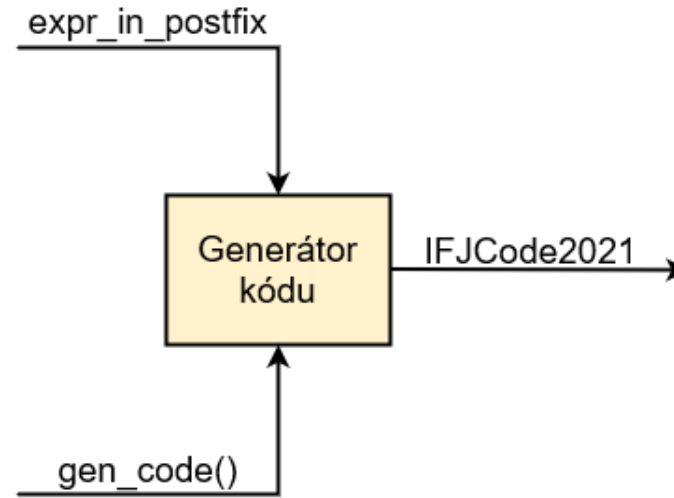 expr_in_postfix
Generátor
kódu
IFJCode2021
gen_code()